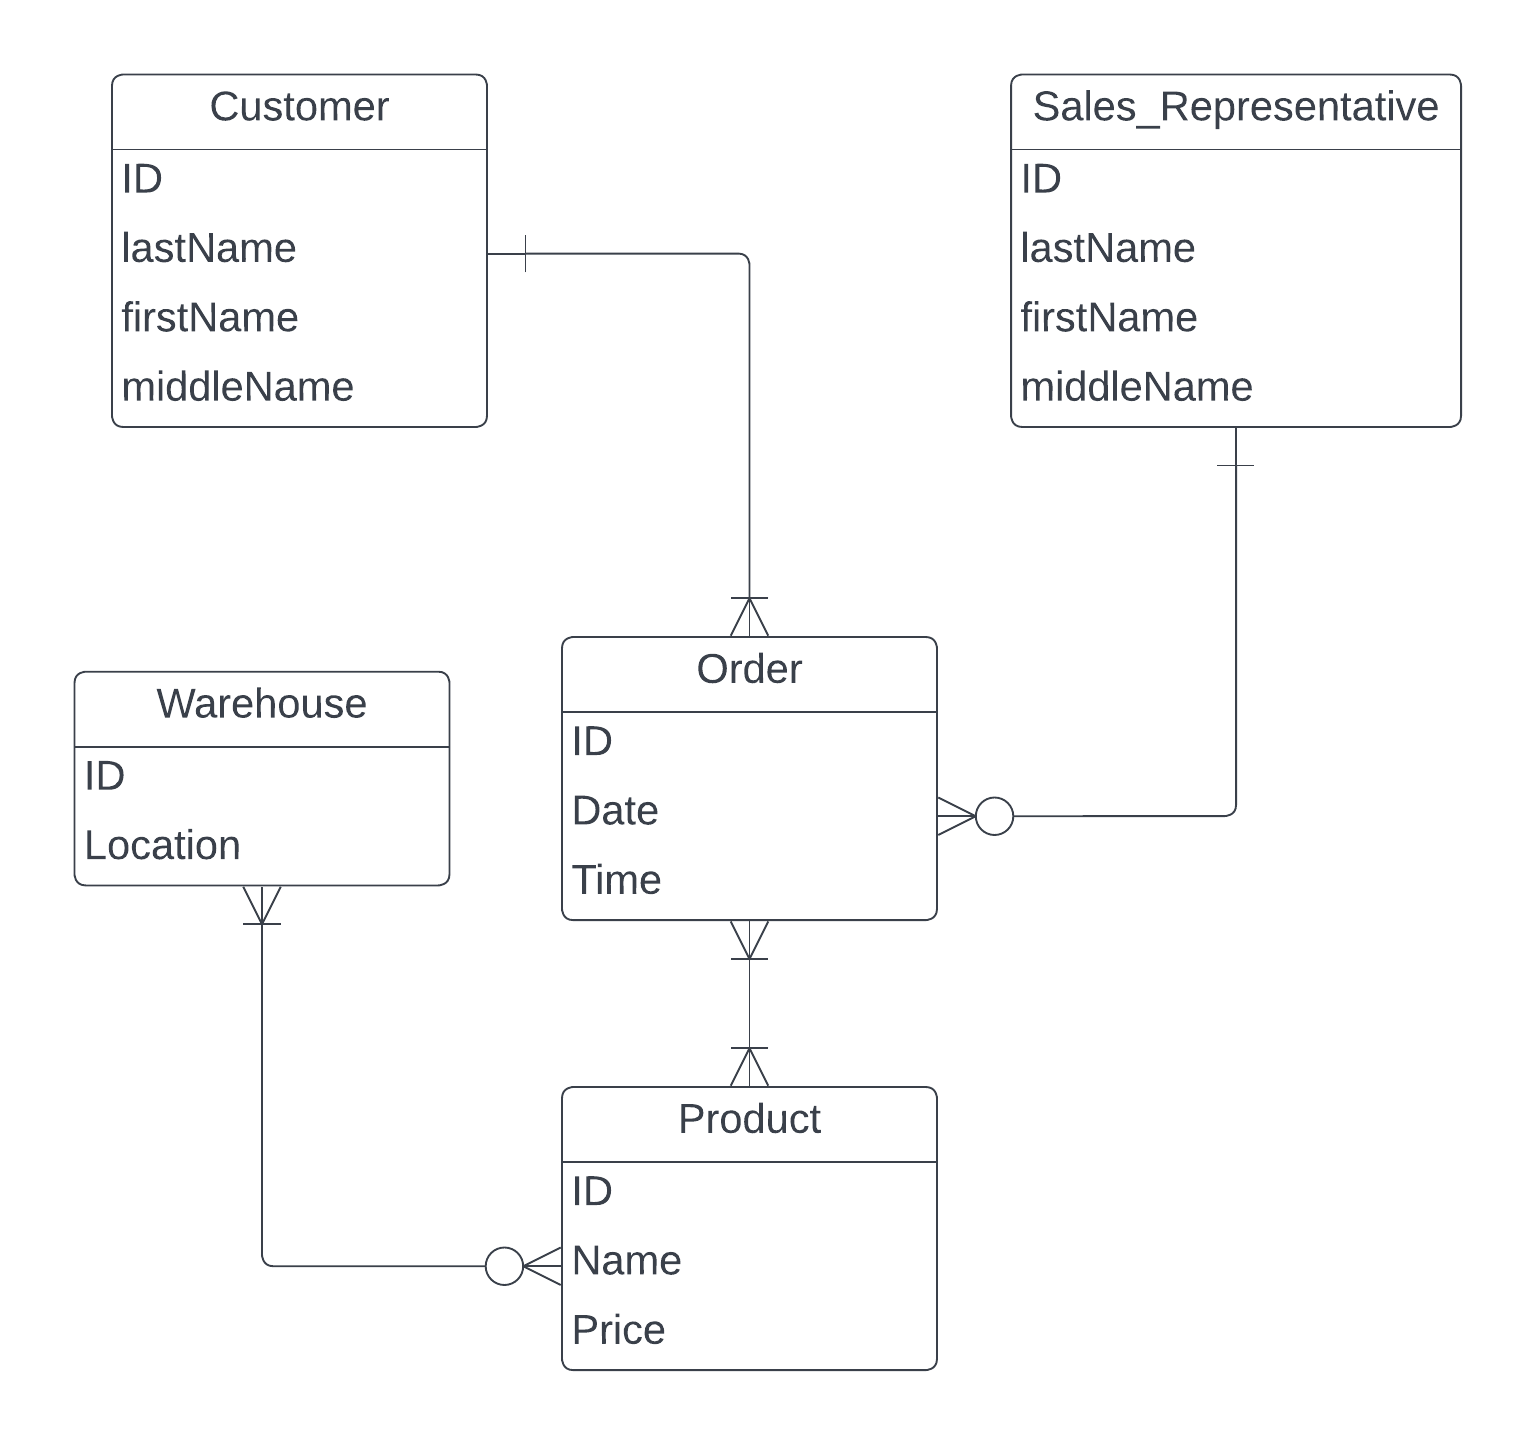 Customer
ID
lastName
firstName
middleName
Sales_Representative
ID
lastName
firstName
middleName
Warehouse
ID
Location
Order
ID
Date
Time
Product
ID
Name
Price